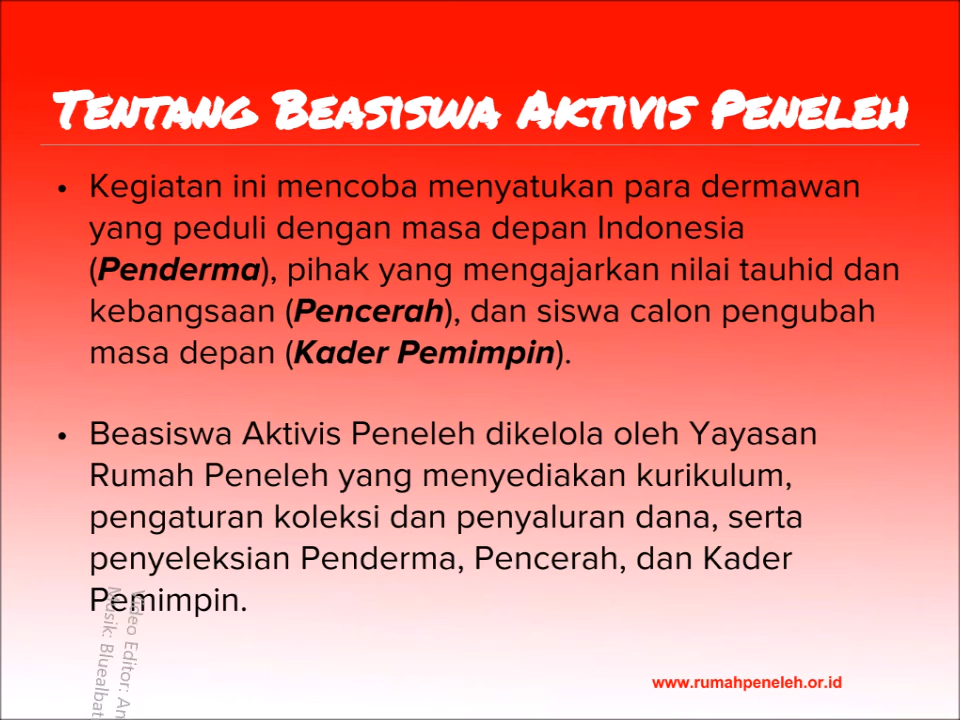 Tentang Beasiswa Aktivis Peneleh
• Kegiatan ini mencoba menyatukan para dermawan
yang peduli dengan masa depan Indonesia
(Penderma), pihak yang mengajarkan nilai tauhid dan
kebangsaan (Pencerah), dan siswa calon pengubah
masa depan (Kader Pemimpin).
• Beasiswa Aktivis Peneleh dikelola oleh Yayasan
Rumah Peneleh yang menyediakan kurikulum,
pengaturan koleksi dan penyaluran dana, serta
penyeleksian Penderma, Pencerah, dan Kader
Pemimpin.
Video Editor:
Musik:
www.rumahpeneleh.or.id